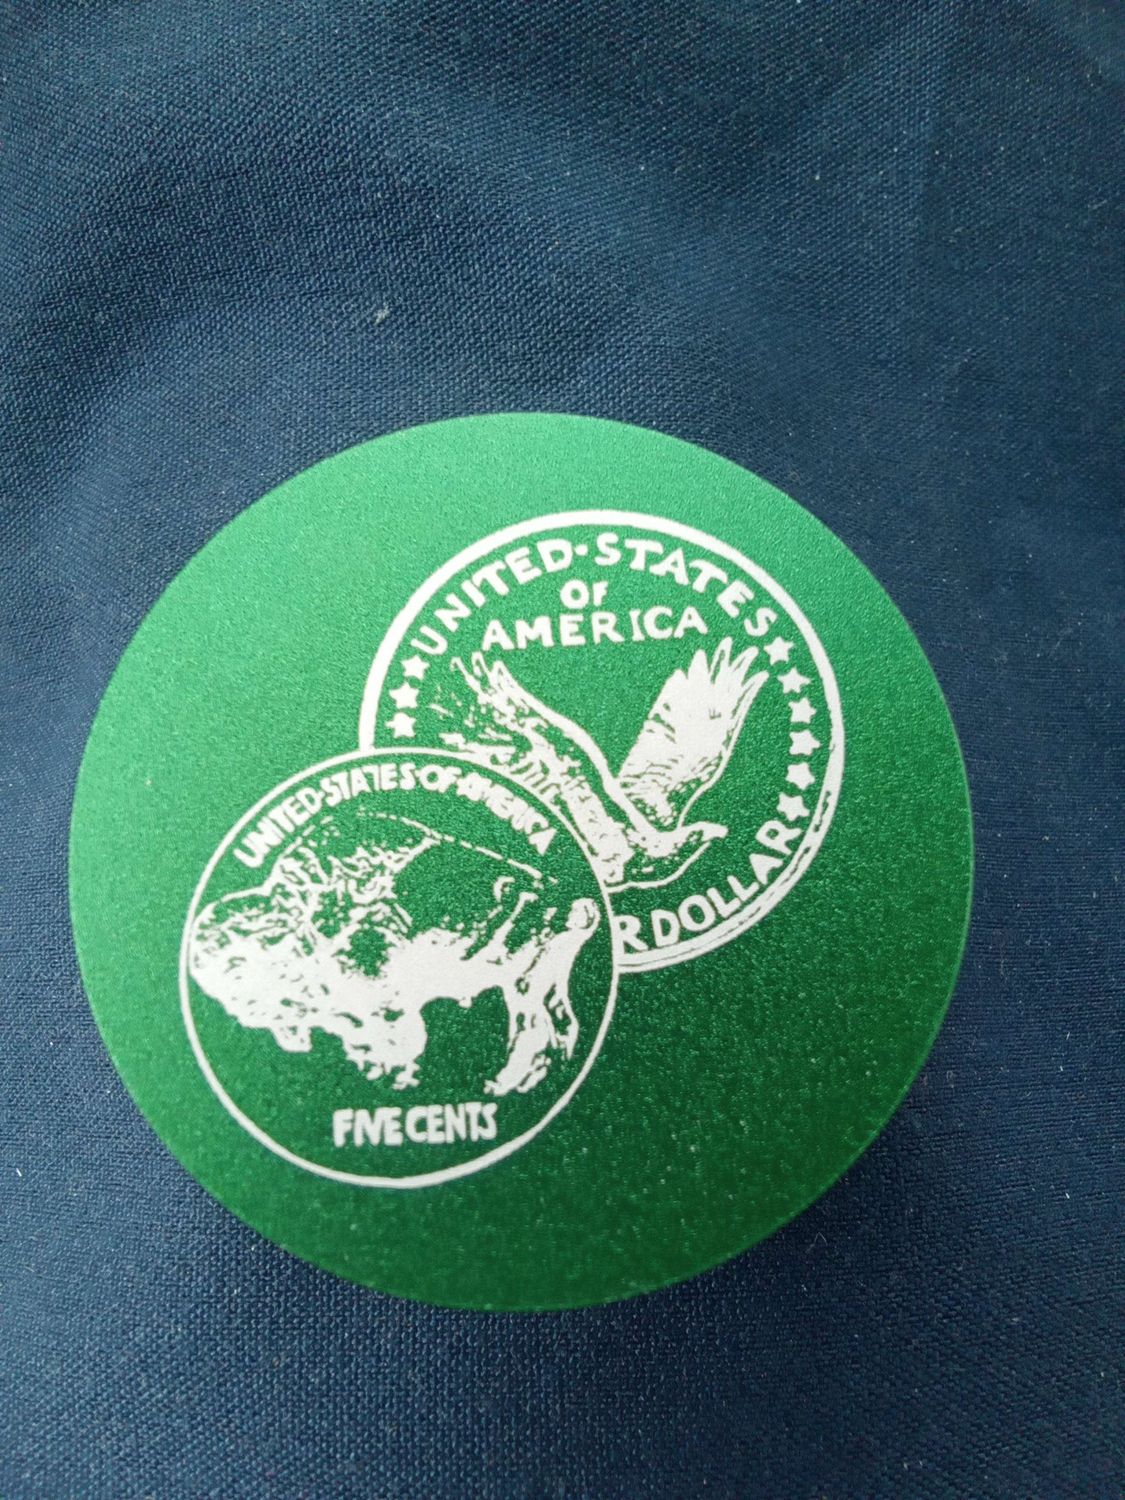 UNITED·STATES
OF
AMERICA
R DOLLAR
UNITED·STATES OF AMERICA
FIVE CENTS